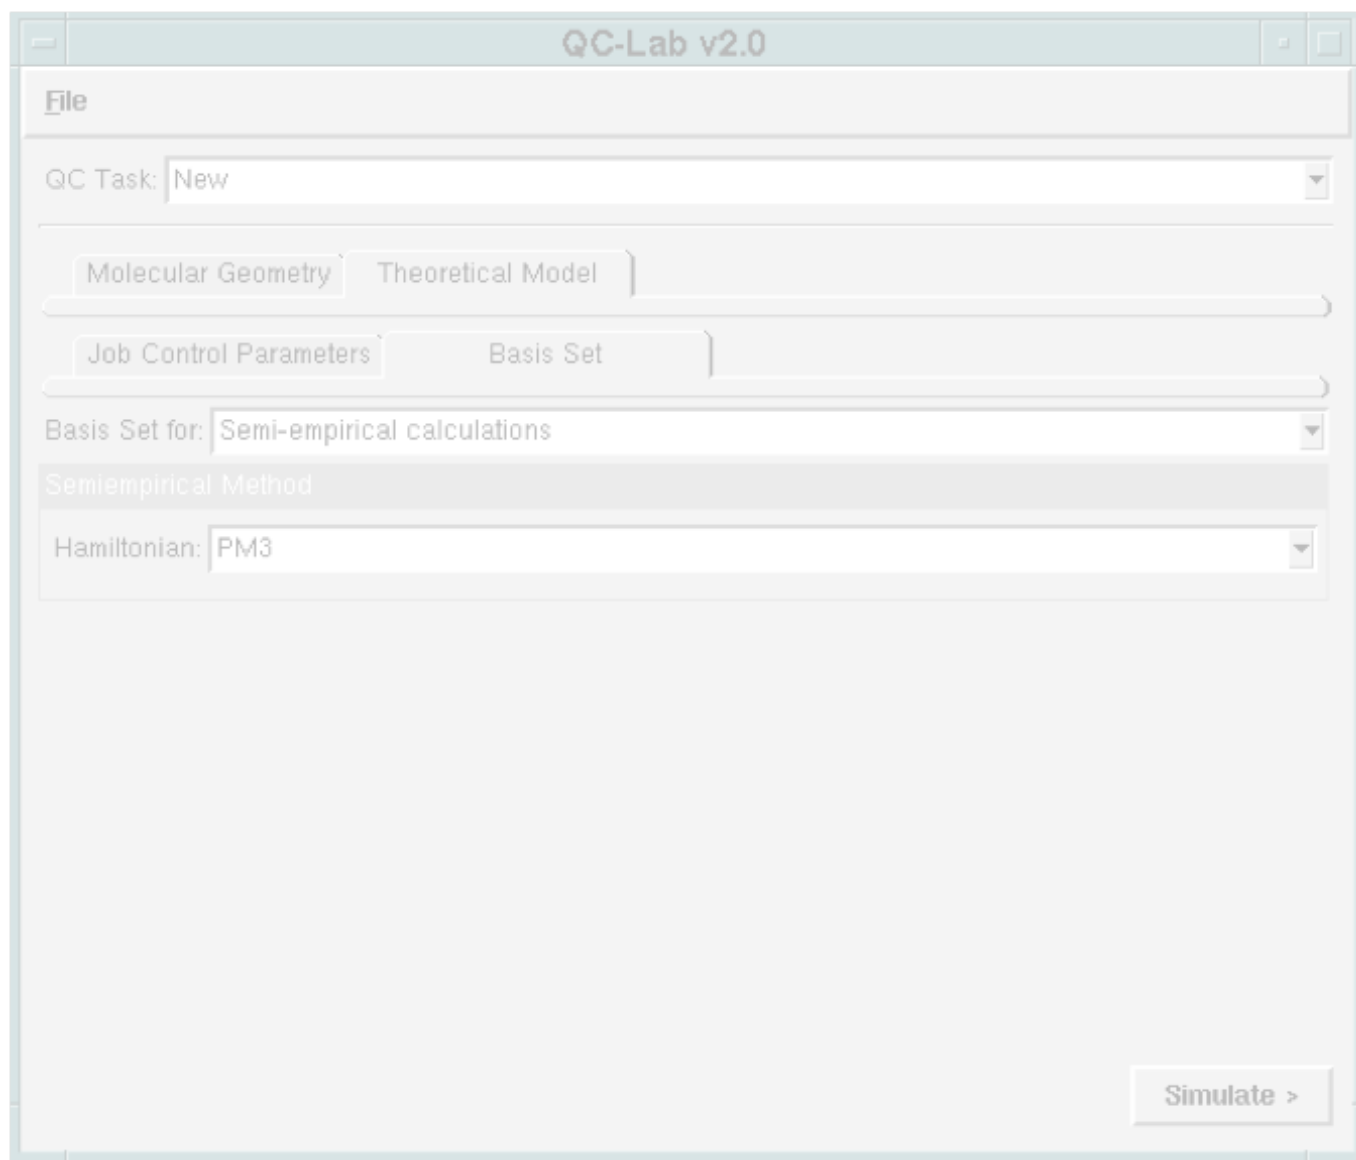 QC-Lab v2.0
File
QC Task: New
Molecular Geometry Theoretical Model
Job Control Parameters Basis Set
Basis Set for: Semi-empirical calculations
Semiempirical Method
Hamiltonian: PM3
Simulate >